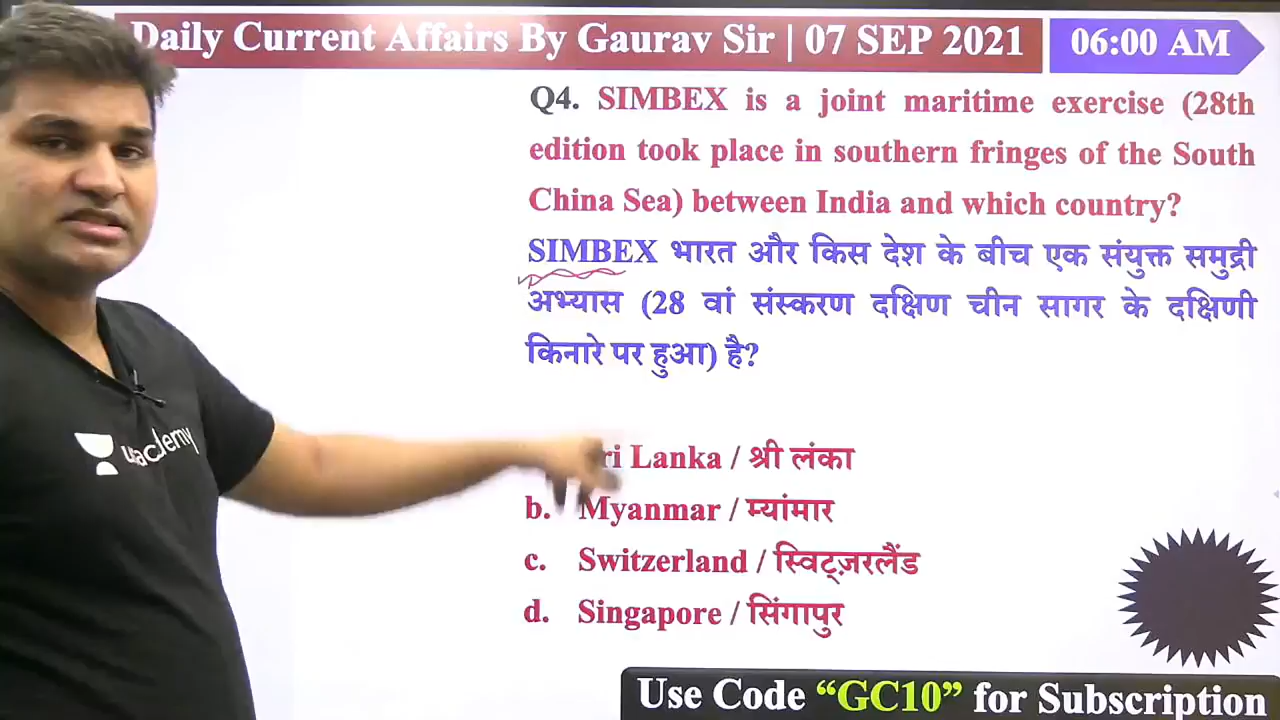 Daily Current Affairs By Gaurav Sir | 07 SEP 2021
06:00 AM
Q4. SIMBEX is a joint maritime exercise (28th
edition took place in southern fringes of the South
China Sea) between India and which country?
SIMBEX भारत और किस देश के बीच एक संयुक्त समुद्री
अभ्यास (28 वां संस्करण दक्षिण चीन सागर के दक्षिणी
किनारे पर हुआ) है?
Lanka / श्री लंका
b. Myanmar / म्यांमार
c. Switzerland / स्विट्ज़रलैंड
d. Singapore / सिंगापुर
unacademy
Use Code “GC10” for Subscription